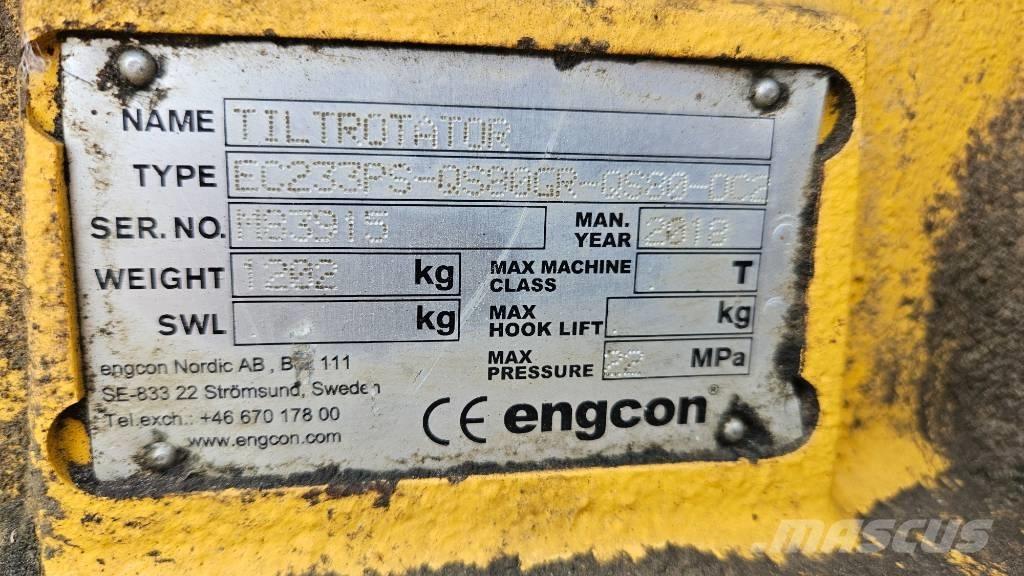 NAME TILTROTATOR
TYPE EC233PS-QS80GR-QS80-DC2
SER. NO. M83915 MAN. YEAR 2018
WEIGHT 1202 kg MAX MACHINE CLASS T
SWL kg MAX HOOK LIFT kg
MAX PRESSURE 22 MPa
engcon Nordic AB, Box 111
SE-833 22 Strömsund, Sweden
Tel.exch.: +46 670 178 00
www.engcon.com
CE engcon®
MASCUS